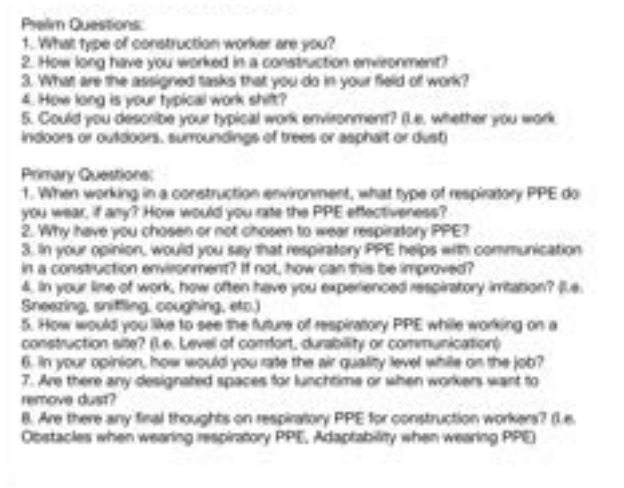 Prelim Questions:
1. What type of construction worker are you?
2. How long have you worked in a construction environment?
3. What are the assigned tasks that you do in your field of work?
4. How long is your typical work shift?
5. Could you describe your typical work environment? (I.e. whether you work
indoors or outdoors, surroundings of trees or asphalt or dust)
Primary Questions:
1. When working in a construction environment, what type of respiratory PPE do
you wear, if any? How would you rate the PPE effectiveness?
2. Why have you chosen or not chosen to wear respiratory PPE?
3. In your opinion, would you say that respiratory PPE helps with communication
in a construction environment? If not, how can this be improved?
4. In your line of work, how often have you experienced respiratory irritation? (I.e.
Sneezing, sniffling, coughing, etc.)
5. How would you like to see the future of respiratory PPE while working on a
construction site? (I.e. Level of comfort, durability or communication)
6. In your opinion, how would you rate the air quality level while on the job?
7. Are there any designated spaces for lunchtime or when workers want to
remove dust?
8. Are there any final thoughts on respiratory PPE for construction workers? (I.e.
Obstacles when wearing respiratory PPE, Adaptability when wearing PPE)